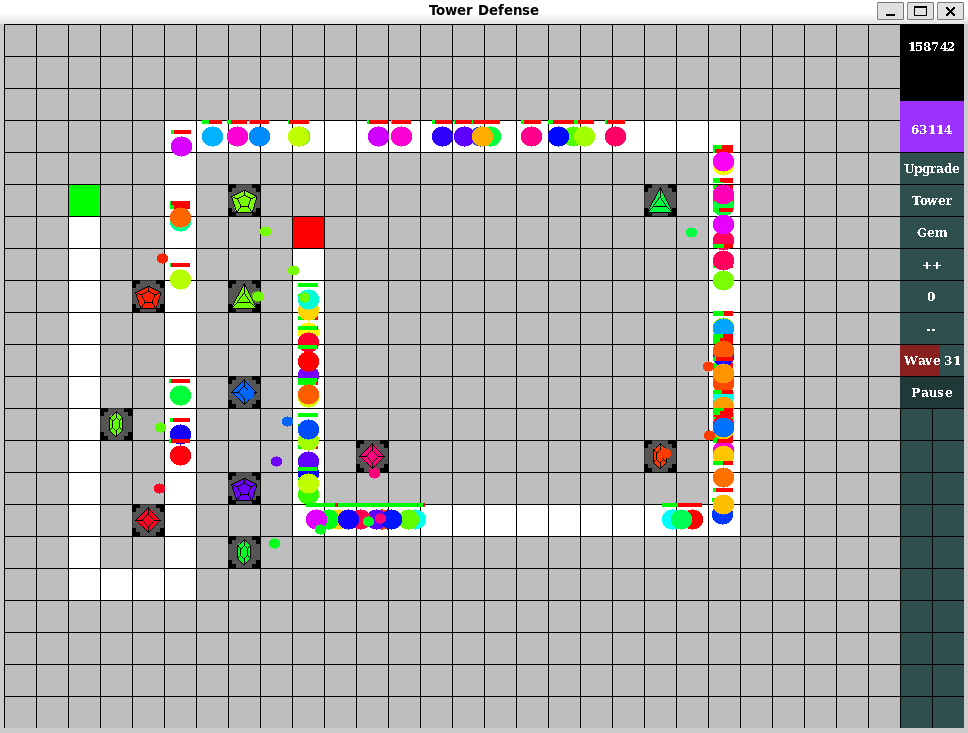 Tower Defense
158742
63114
Upgrade
Tower
Gem
++
0
--
Wave 31
Pause